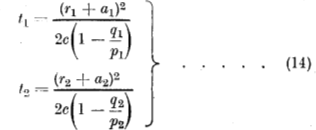 t₁ = (r₁ + a₁)² / 2c(1 − q₁/p₁)
t₂ = (r₂ + a₂)² / 2c(1 − q₂/p₂) } . . . . . (14)